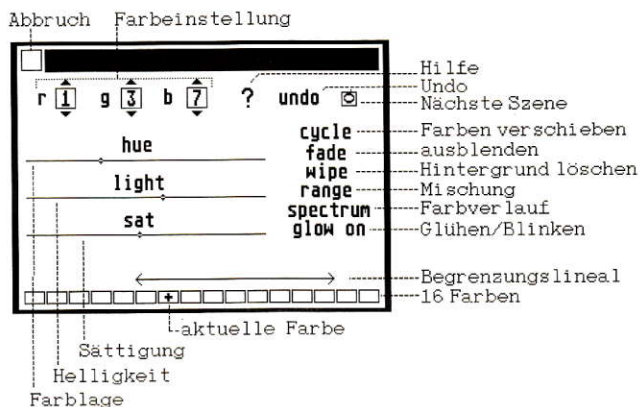 Abbruch Farbeinstellung
r 1 g 3 b 7 ? undo
Hilfe
Undo
Nächste Szene
hue
light
sat
cycle Farben verschieben
fade ausblenden
wipe Hintergrund löschen
range Mischung
spectrum Farbverlauf
glow on Glühen/Blinken
Begrenzungslineal
+
16 Farben
aktuelle Farbe
Sättigung
Helligkeit
Farblage